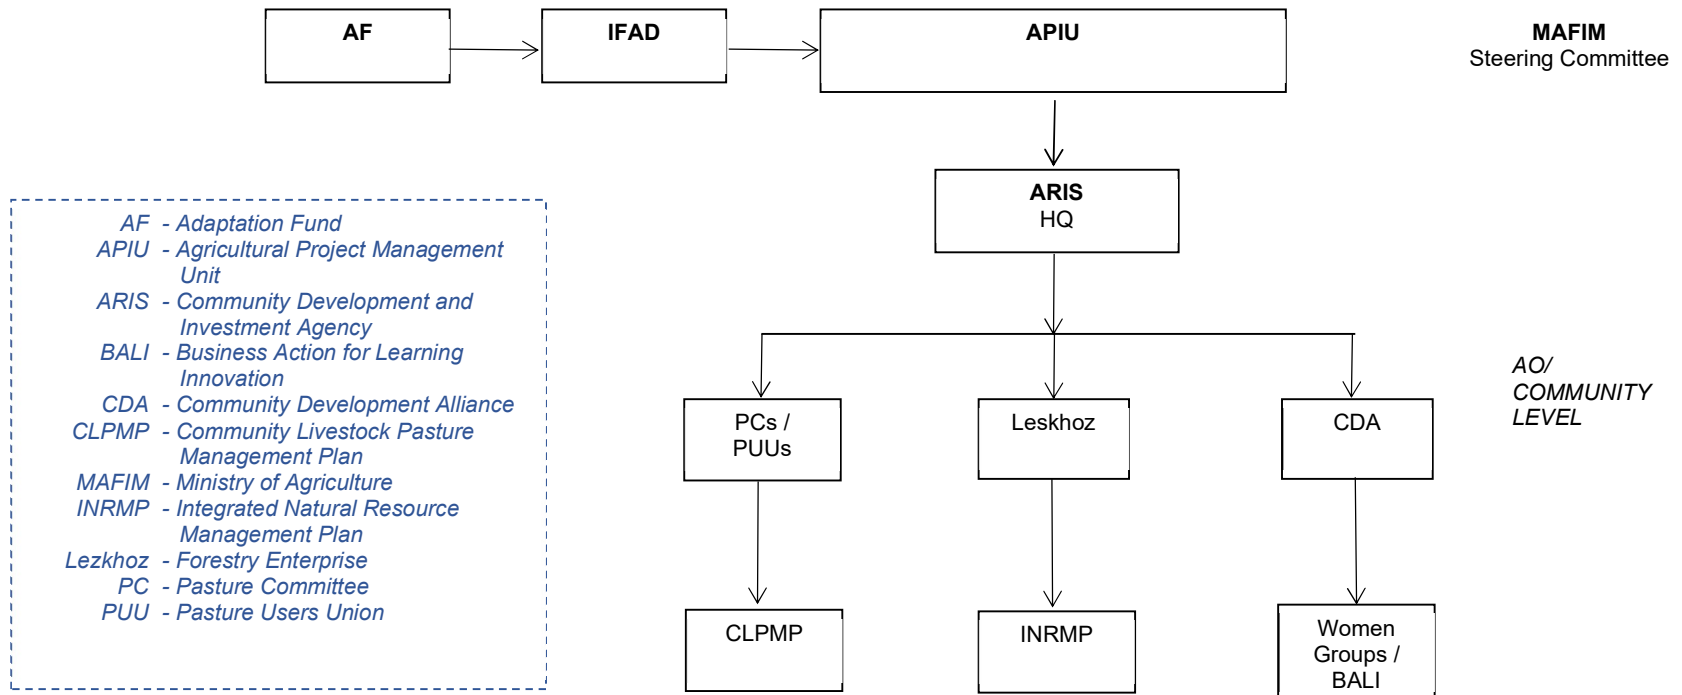 AF
IFAD
APIU
MAFIM
Steering Committee
ARIS
HQ
AF - Adaptation Fund
APIU - Agricultural Project Management
Unit
ARIS - Community Development and
Investment Agency
BALI - Business Action for Learning
Innovation
CDA - Community Development Alliance
CLPMP - Community Livestock Pasture
Management Plan
MAFIM - Ministry of Agriculture
INRMP - Integrated Natural Resource
Management Plan
Lezkhoz - Forestry Enterprise
PC - Pasture Committee
PUU - Pasture Users Union
AO/
COMMUNITY
LEVEL
PCs /
PUUs
Leskhoz
CDA
CLPMP
INRMP
Women
Groups /
BALI